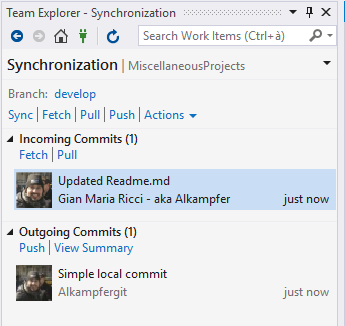 Team Explorer - Synchronization
Search Work Items (Ctrl+à)
Synchronization | MiscellaneousProjects
Branch: develop
Sync | Fetch | Pull | Push | Actions
Incoming Commits (1)
Fetch | Pull
Updated Readme.md
Gian Maria Ricci - aka Alkampfer just now
Outgoing Commits (1)
Push | View Summary
Simple local commit
Alkampfergit just now